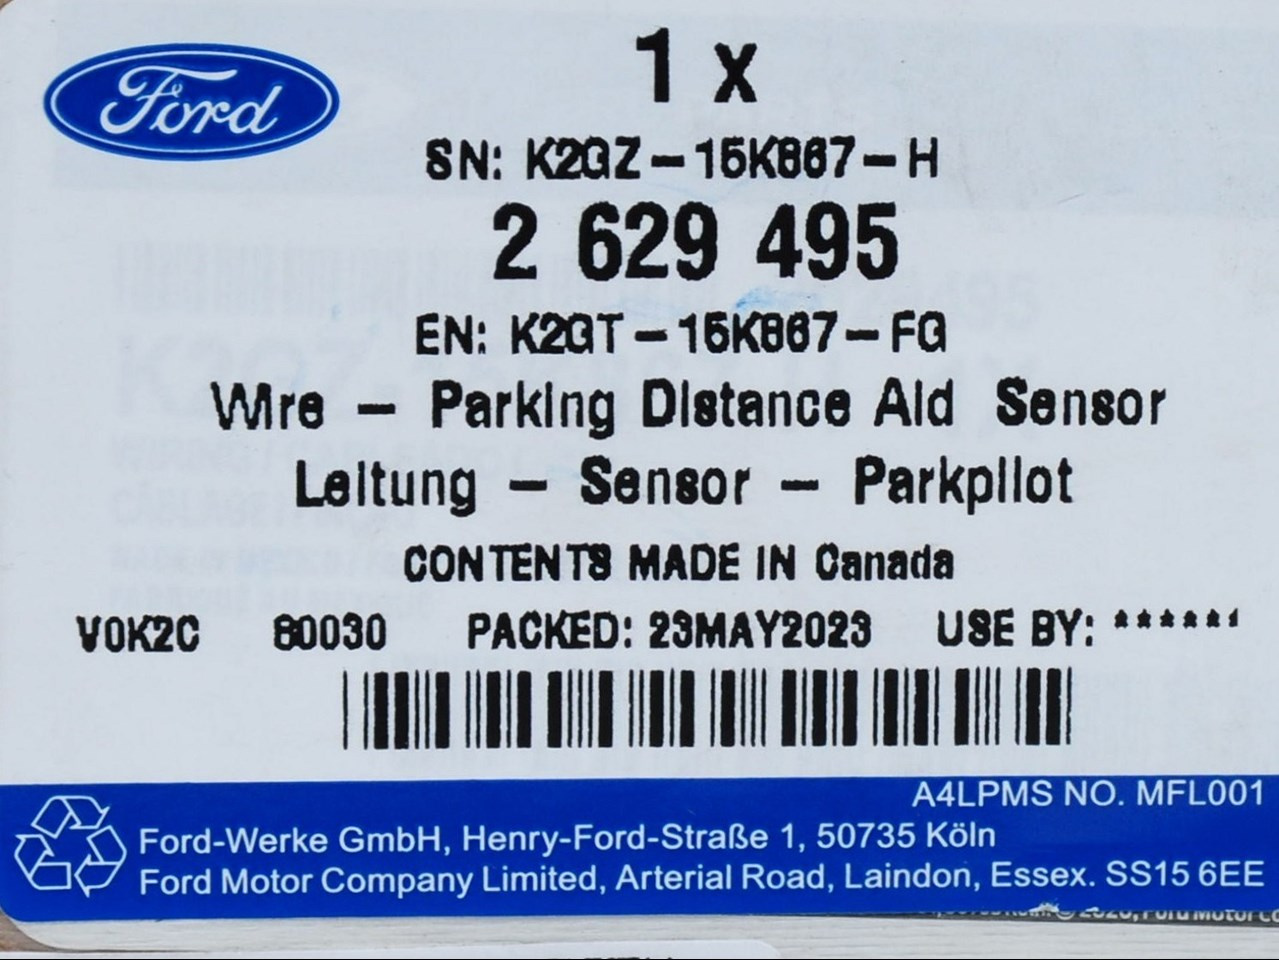 Ford
1 x
SN: K2GZ-15K867-H
2 629 495
EN: K2GT-15K867-FG
Wire - Parking Distance Aid Sensor
Leitung - Sensor - Parkpilot
CONTENTS MADE IN Canada
V0K2C 80030 PACKED: 23MAY2023 USE BY: ******
A4LPMS NO. MFL001
Ford-Werke GmbH, Henry-Ford-Straße 1, 50735 Köln
Ford Motor Company Limited, Arterial Road, Laindon, Essex. SS15 6EE